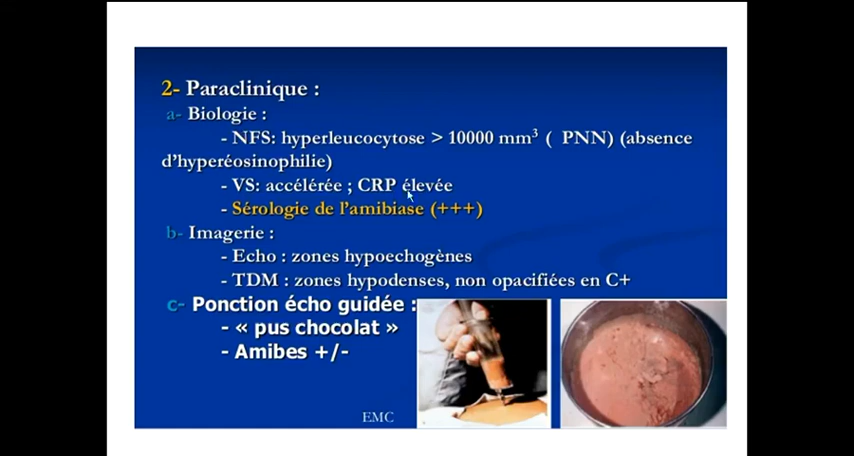 2- Paraclinique :
a- Biologie :
- NFS: hyperleucocytose > 10000 mm³ ( PNN) (absence
d'hyperéosinophilie)
- VS: accélérée ; CRP élevée
- Sérologie de l'amibiase (+++)
b- Imagerie :
- Echo : zones hypoechogènes
- TDM : zones hypodenses, non opacifiées en C+
c- Ponction écho guidée :
- « pus chocolat »
- Amibes +/-
EMC